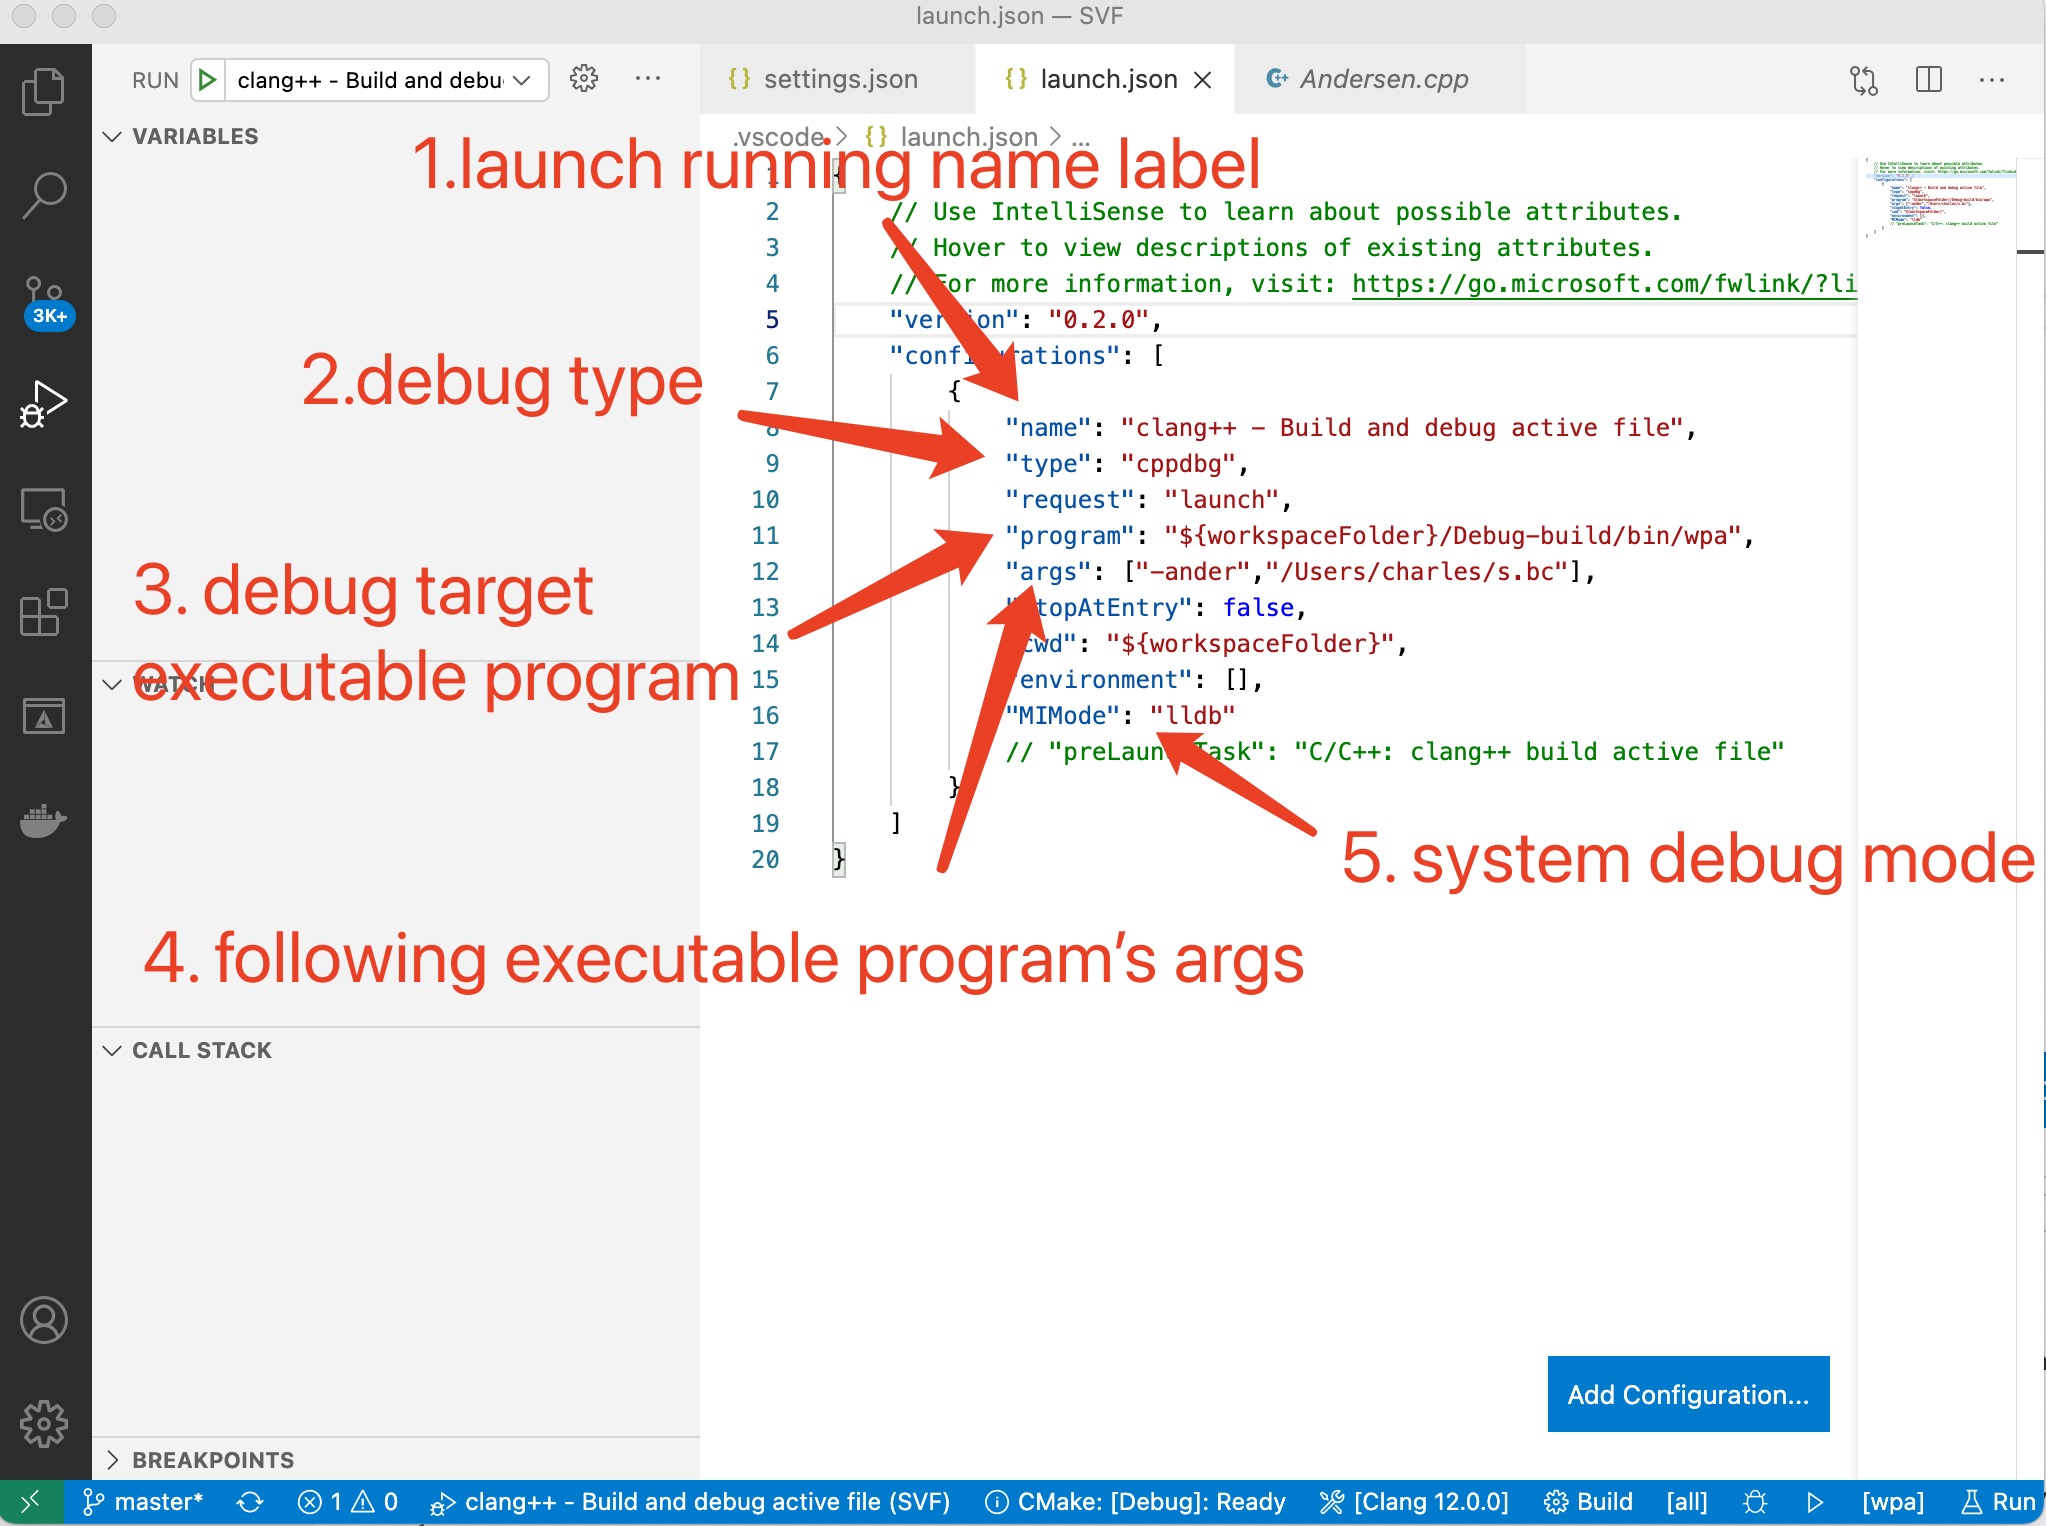 launch.json — SVF
RUN clang++ - Build and debu
settings.json
launch.json
Andersen.cpp
VARIABLES
.vscode > {} launch.json > ...
1.launch running name label
1 {
2 // Use IntelliSense to learn about possible attributes.
3 // Hover to view descriptions of existing attributes.
4 // For more information, visit: https://go.microsoft.com/fwlink/?li
5 "version": "0.2.0",
6 "configurations": [
2.debug type
7 {
8 "name": "clang++ - Build and debug active file",
9 "type": "cppdbg",
10 "request": "launch",
11 "program": "${workspaceFolder}/Debug-build/bin/wpa",
12 "args": ["-ander","/Users/charles/s.bc"],
3. debug target
executable program
13 "stopAtEntry": false,
14 "cwd": "${workspaceFolder}",
WATCH
15 "environment": [],
16 "MIMode": "lldb"
17 // "preLaunchTask": "C/C++: clang++ build active file"
18 }
19 ]
20 }
5. system debug mode
4. following executable program's args
3K+
CALL STACK
Add Configuration...
BREAKPOINTS
master* 1 0 clang++ - Build and debug active file (SVF) CMake: [Debug]: Ready [Clang 12.0.0] Build [all] [wpa] Run